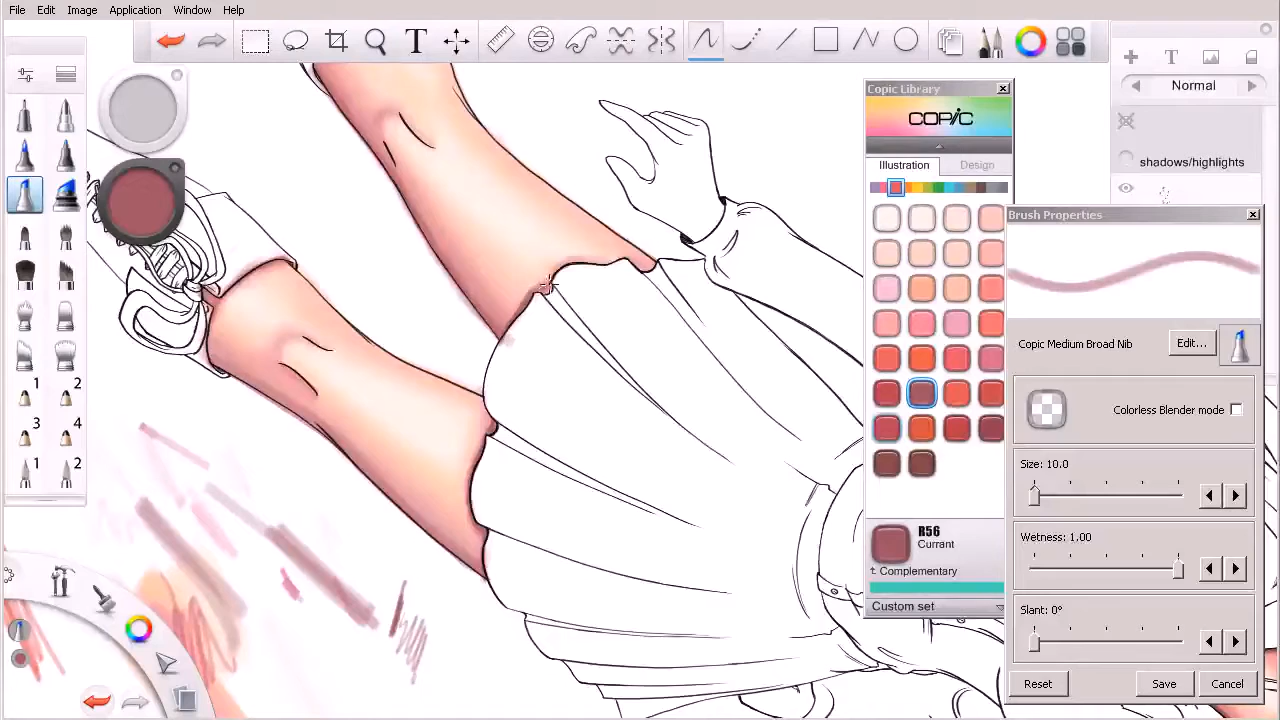 File Edit Image Application Window Help
T
T
Copic Library
COPIC
Normal
Illustration Design
shadows/highlights
Brush Properties
Copic Medium Broad Nib Edit...
Colorless Blender mode
1 2
3 4
1 2
Size: 10.0
R56
Currant
Wetness: 1.00
Complementary
Custom set
Slant: 0°
Reset Save Cancel